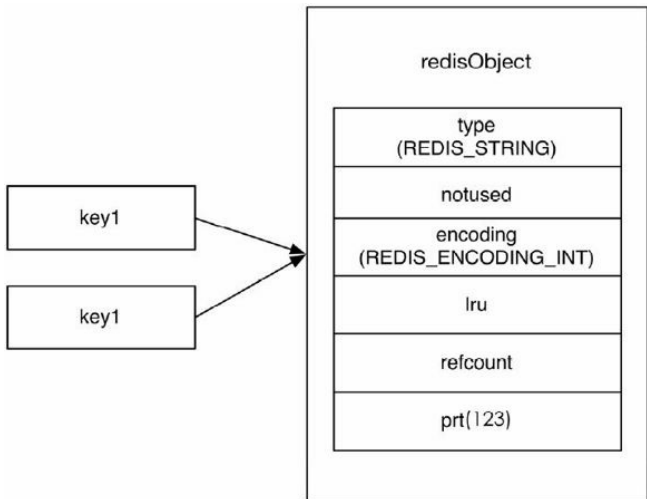 redisObject
type
(REDIS_STRING)
notused
key1
encoding
(REDIS_ENCODING_INT)
key1
lru
refcount
prt(123)